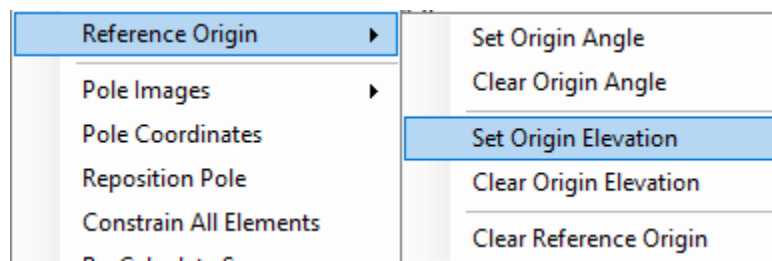 Reference Origin
Pole Images
Pole Coordinates
Reposition Pole
Constrain All Elements
Set Origin Angle
Clear Origin Angle
Set Origin Elevation
Clear Origin Elevation
Clear Reference Origin